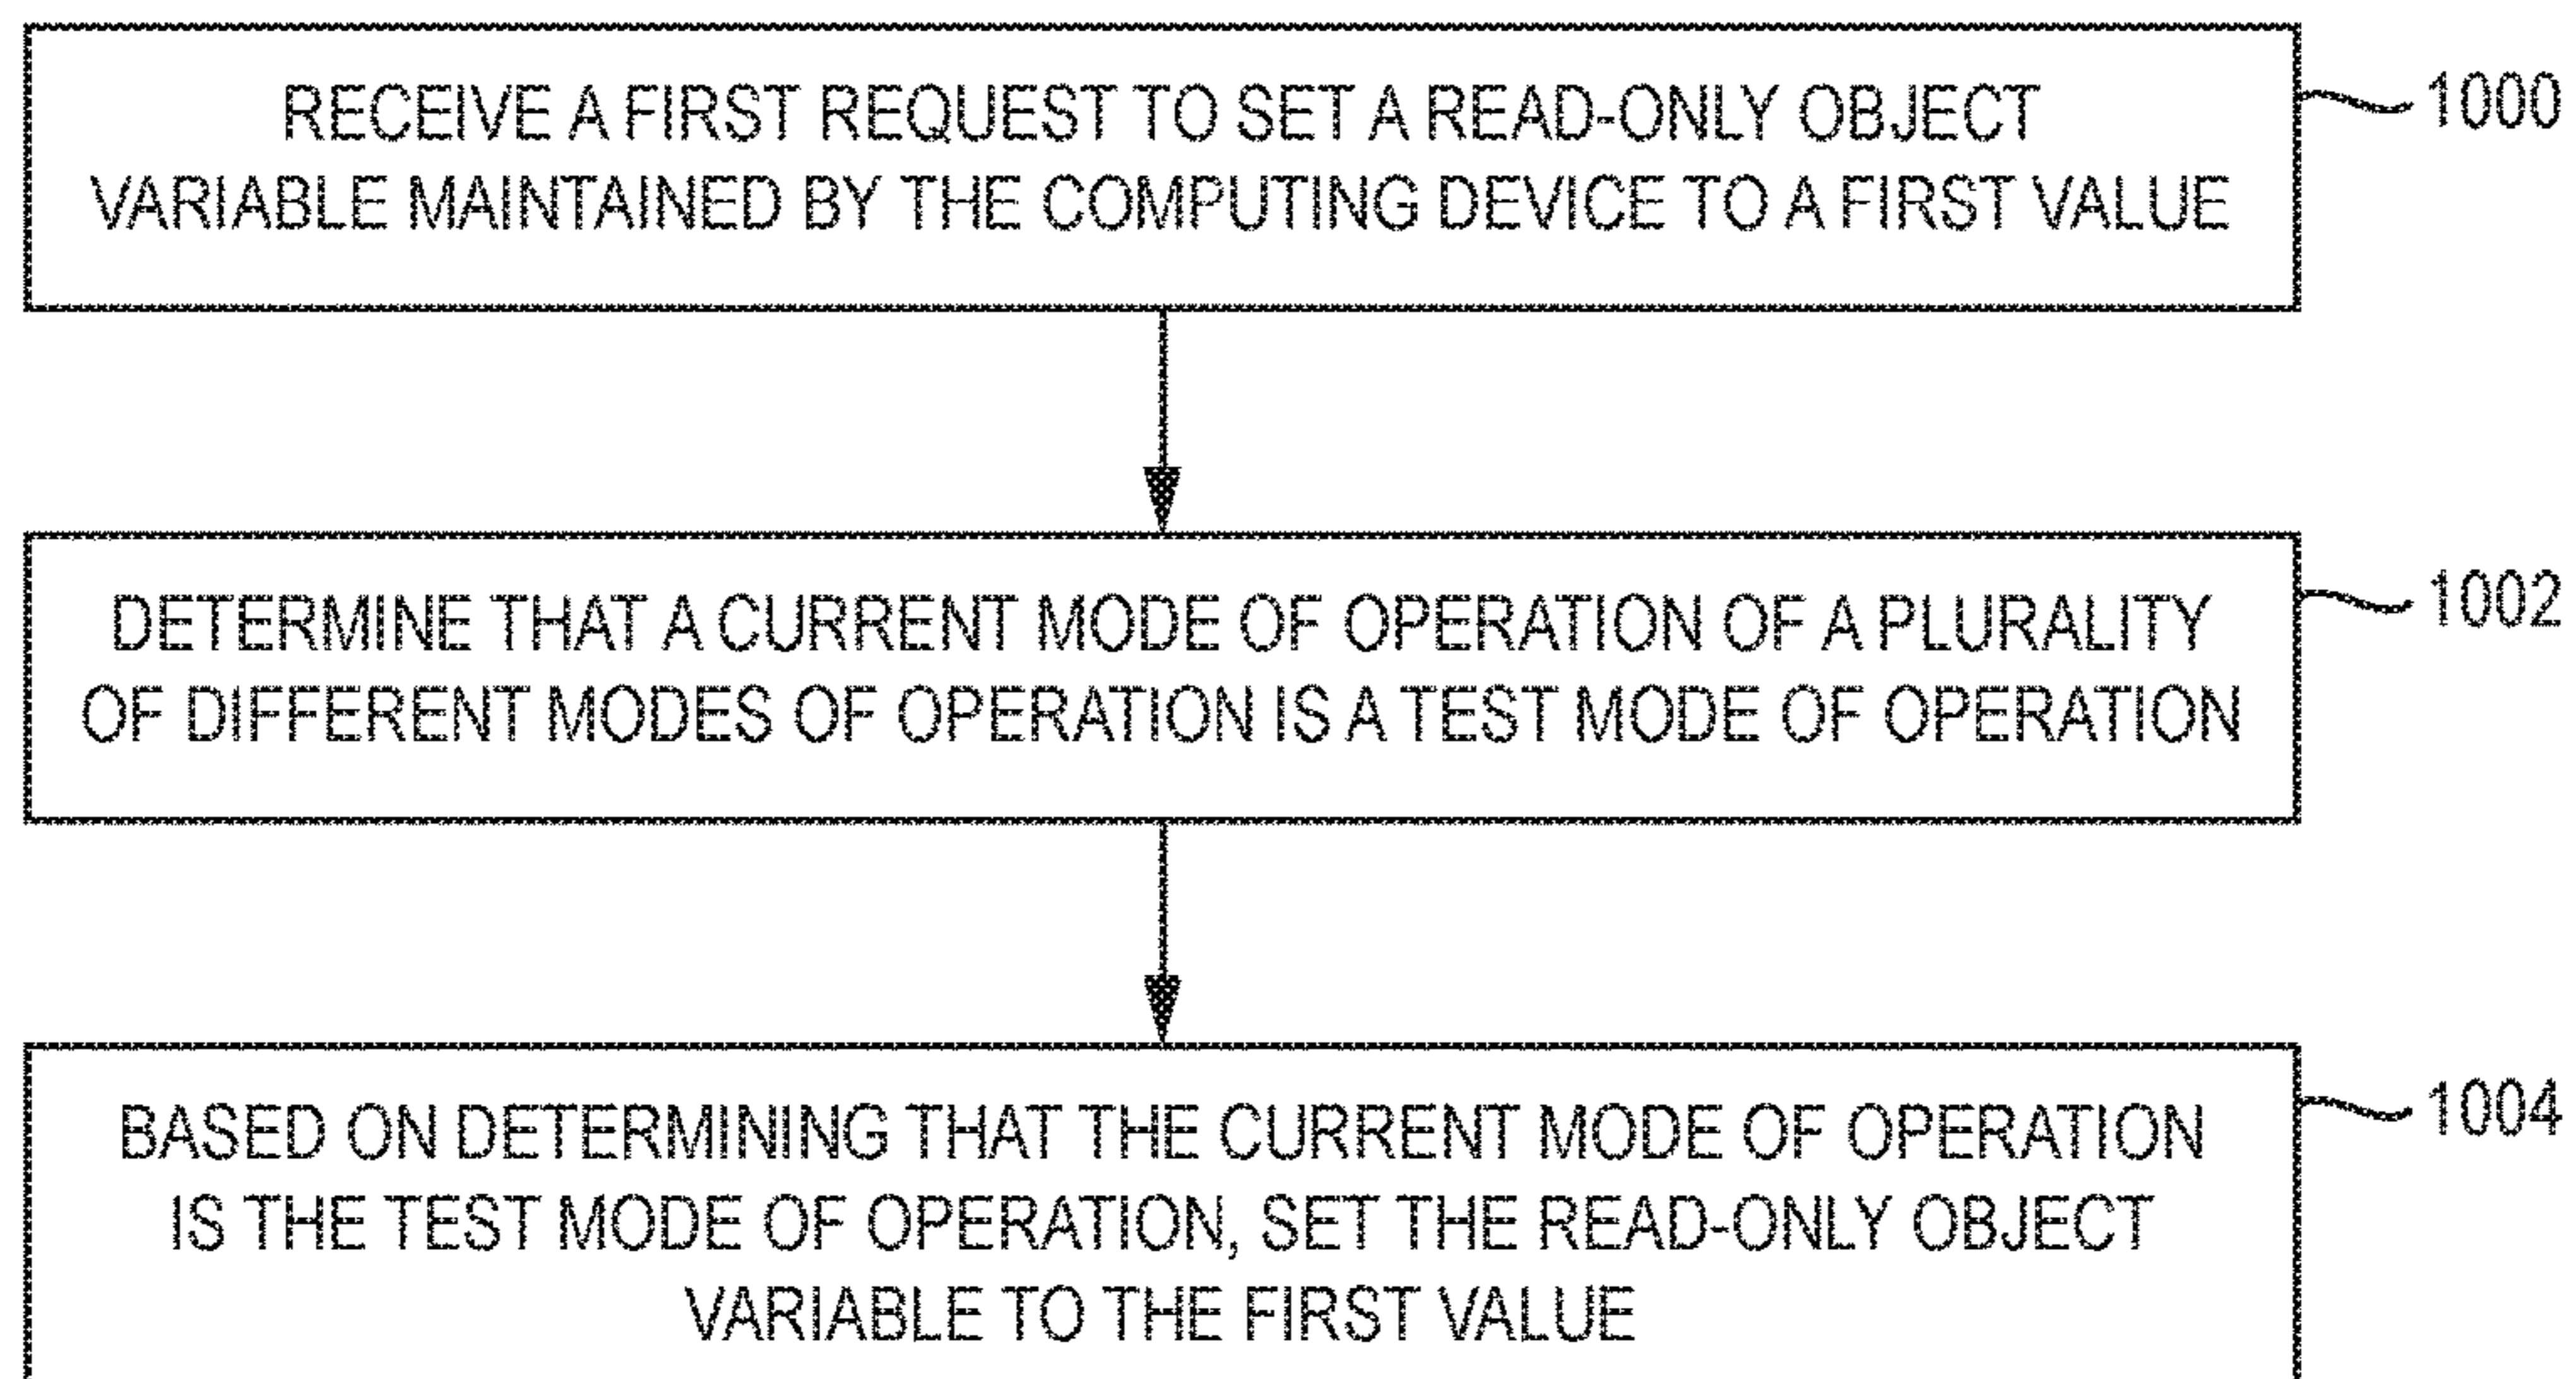 RECEIVE A FIRST REQUEST TO SET A READ-ONLY OBJECT
VARIABLE MAINTAINED BY THE COMPUTING DEVICE TO A FIRST VALUE
1000
DETERMINE THAT A CURRENT MODE OF OPERATION OF A PLURALITY
OF DIFFERENT MODES OF OPERATION IS A TEST MODE OF OPERATION
1002
BASED ON DETERMINING THAT THE CURRENT MODE OF OPERATION
IS THE TEST MODE OF OPERATION, SET THE READ-ONLY OBJECT
VARIABLE TO THE FIRST VALUE
1004